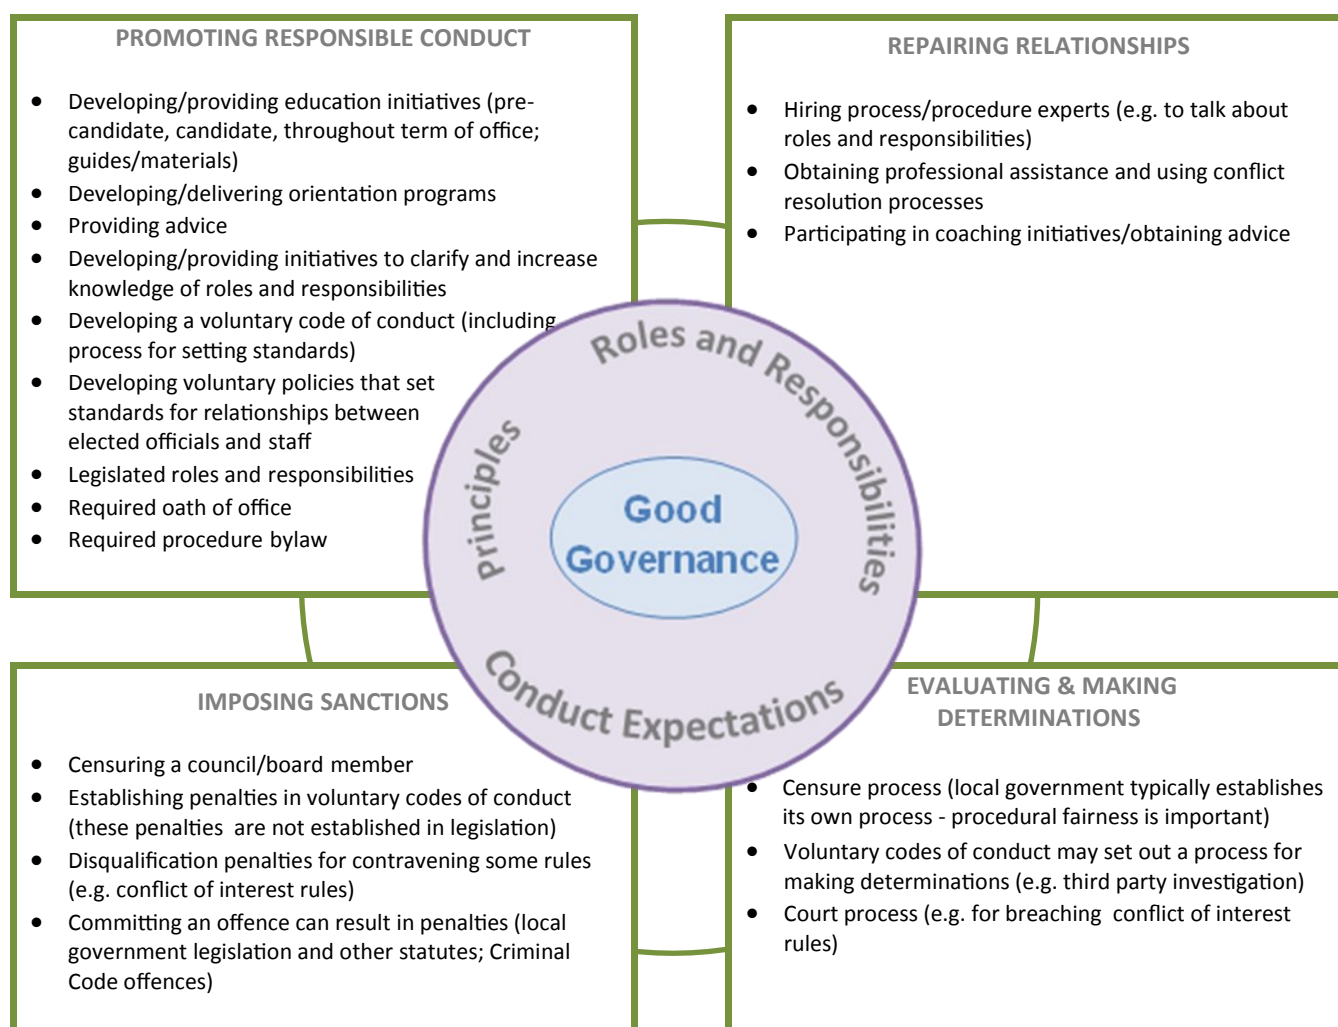 PROMOTING RESPONSIBLE CONDUCT
• Developing/providing education initiatives (pre-
candidate, candidate, throughout term of office;
guides/materials)
• Developing/delivering orientation programs
• Providing advice
• Developing/providing initiatives to clarify and increase
knowledge of roles and responsibilities
• Developing a voluntary code of conduct (including
process for setting standards)
• Developing voluntary policies that set
standards for relationships between
elected officials and staff
• Legislated roles and responsibilities
• Required oath of office
• Required procedure bylaw
REPAIRING RELATIONSHIPS
• Hiring process/procedure experts (e.g. to talk about
roles and responsibilities)
• Obtaining professional assistance and using conflict
resolution processes
• Participating in coaching initiatives/obtaining advice
Principles
Roles and Responsibilities
Good
Governance
Conduct Expectations
IMPOSING SANCTIONS
• Censuring a council/board member
• Establishing penalties in voluntary codes of conduct
(these penalties are not established in legislation)
• Disqualification penalties for contravening some rules
(e.g. conflict of interest rules)
• Committing an offence can result in penalties (local
government legislation and other statutes; Criminal
Code offences)
EVALUATING & MAKING
DETERMINATIONS
• Censure process (local government typically establishes
its own process - procedural fairness is important)
• Voluntary codes of conduct may set out a process for
making determinations (e.g. third party investigation)
• Court process (e.g. for breaching conflict of interest
rules)